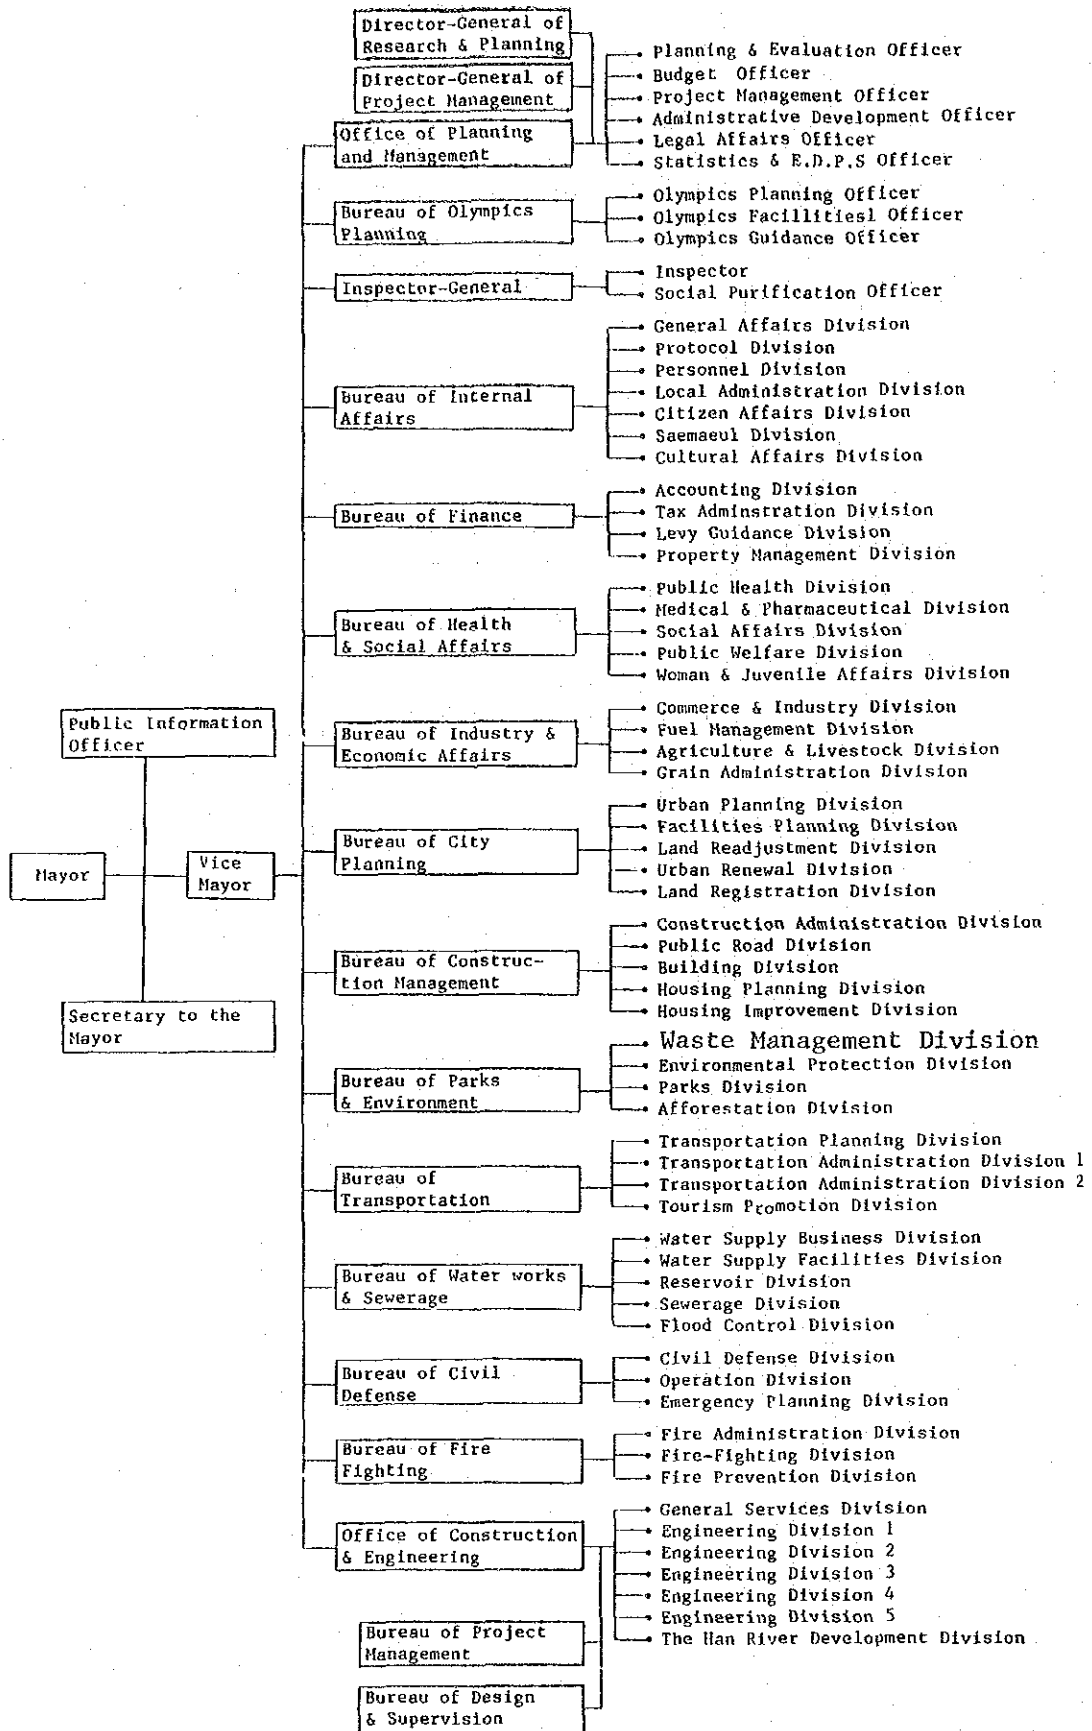 Director-General of
Research & Planning
Director-General of
Project Management
Office of Planning
and Management
Planning & Evaluation Officer
Budget Officer
Project Management Officer
Administrative Development Officer
Legal Affairs Officer
Statistics & E.D.P.S Officer
Bureau of Olympics
Planning
Olympics Planning Officer
Olympics Facillitiesl Officer
Olympics Guidance Officer
Inspector-General
Inspector
Social Purification Officer
Bureau of Internal
Affairs
General Affairs Division
Protocol Division
Personnel Division
Local Administration Division
Citizen Affairs Division
Saemaeul Division
Cultural Affairs Division
Bureau of Finance
Accounting Division
Tax Adminstration Division
Levy Guidance Division
Property Management Division
Bureau of Health
& Social Affairs
Public Health Division
Medical & Pharmaceutical Division
Social Affairs Division
Public Welfare Division
Woman & Juvenile Affairs Division
Public Information
Officer
Mayor
Vice
Mayor
Secretary to the
Mayor
Bureau of Industry &
Economic Affairs
Commerce & Industry Division
Fuel Management Division
Agriculture & Livestock Division
Grain Administration Division
Bureau of City
Planning
Urban Planning Division
Facilities Planning Division
Land Readjustment Division
Urban Renewal Division
Land Registration Division
Bureau of Construc-
tion Management
Construction Administration Division
Public Road Division
Building Division
Housing Planning Division
Housing Improvement Division
Bureau of Parks
& Environment
Waste Management Division
Environmental Protection Division
Parks Division
Afforestation Division
Bureau of
Transportation
Transportation Planning Division
Transportation Administration Division 1
Transportation Administration Division 2
Tourism Promotion Division
Bureau of Water works
& Sewerage
Water Supply Business Division
Water Supply Facilities Division
Reservoir Division
Sewerage Division
Flood Control Division
Bureau of Civil
Defense
Civil Defense Division
Operation Division
Emergency Planning Division
Bureau of Fire
Fighting
Fire Administration Division
Fire-Fighting Division
Fire Prevention Division
Office of Construction
& Engineering
General Services Division
Engineering Division 1
Engineering Division 2
Engineering Division 3
Engineering Division 4
Engineering Division 5
The Han River Development Division
Bureau of Project
Management
Bureau of Design
& Supervision